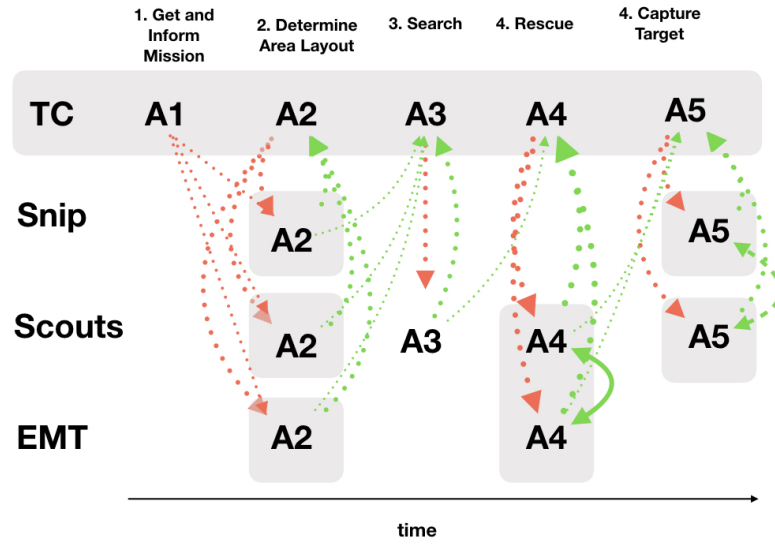 1. Get and
Inform
Mission
2. Determine
Area Layout
3. Search
4. Rescue
4. Capture
Target
TC
A1
A2
A3
A4
A5
Snip
A2
A5
Scouts
A2
A3
A4
A5
EMT
A2
A4
time